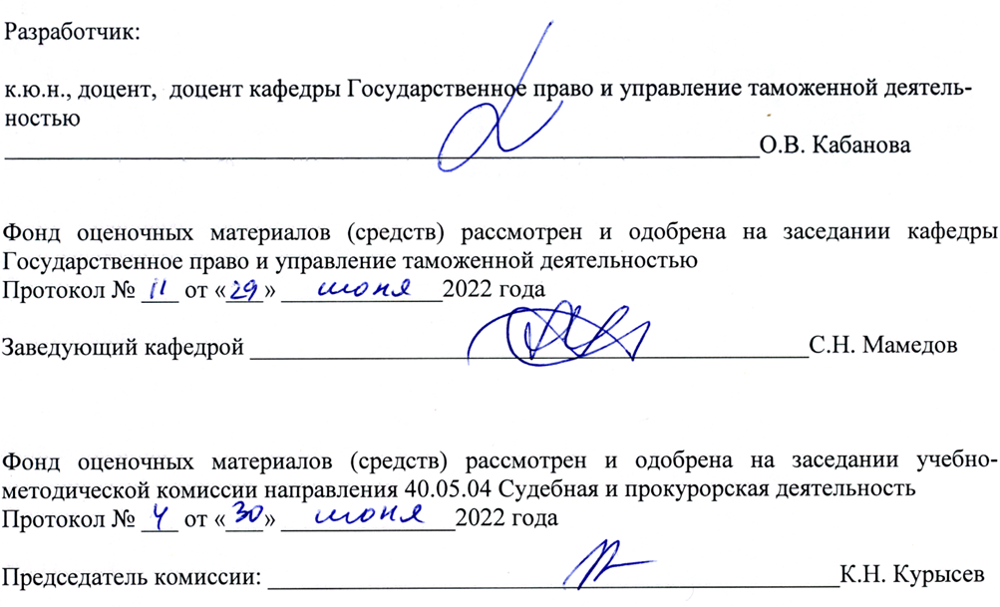 Разработчик:
к.ю.н., доцент, доцент кафедры Государственное право и управление таможенной деятель-
ностью
О.В. Кабанова
Фонд оценочных материалов (средств) рассмотрен и одобрена на заседании кафедры
Государственное право и управление таможенной деятельностью
Протокол № 11 от «29» июня 2022 года
Заведующий кафедрой С.Н. Мамедов
Фонд оценочных материалов (средств) рассмотрен и одобрена на заседании учебно-
методической комиссии направления 40.05.04 Судебная и прокурорская деятельность
Протокол № 4 от «30» июня 2022 года
Председатель комиссии: К.Н. Курысев